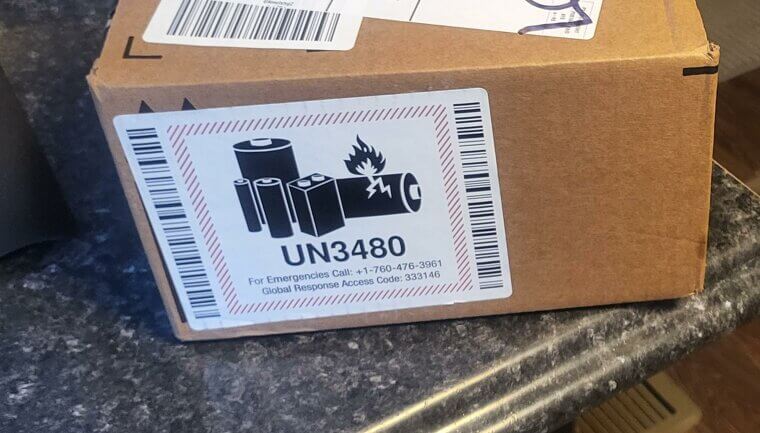 UN3480
For Emergencies Call: +1-760-476-3961
Global Response Access Code: 333146